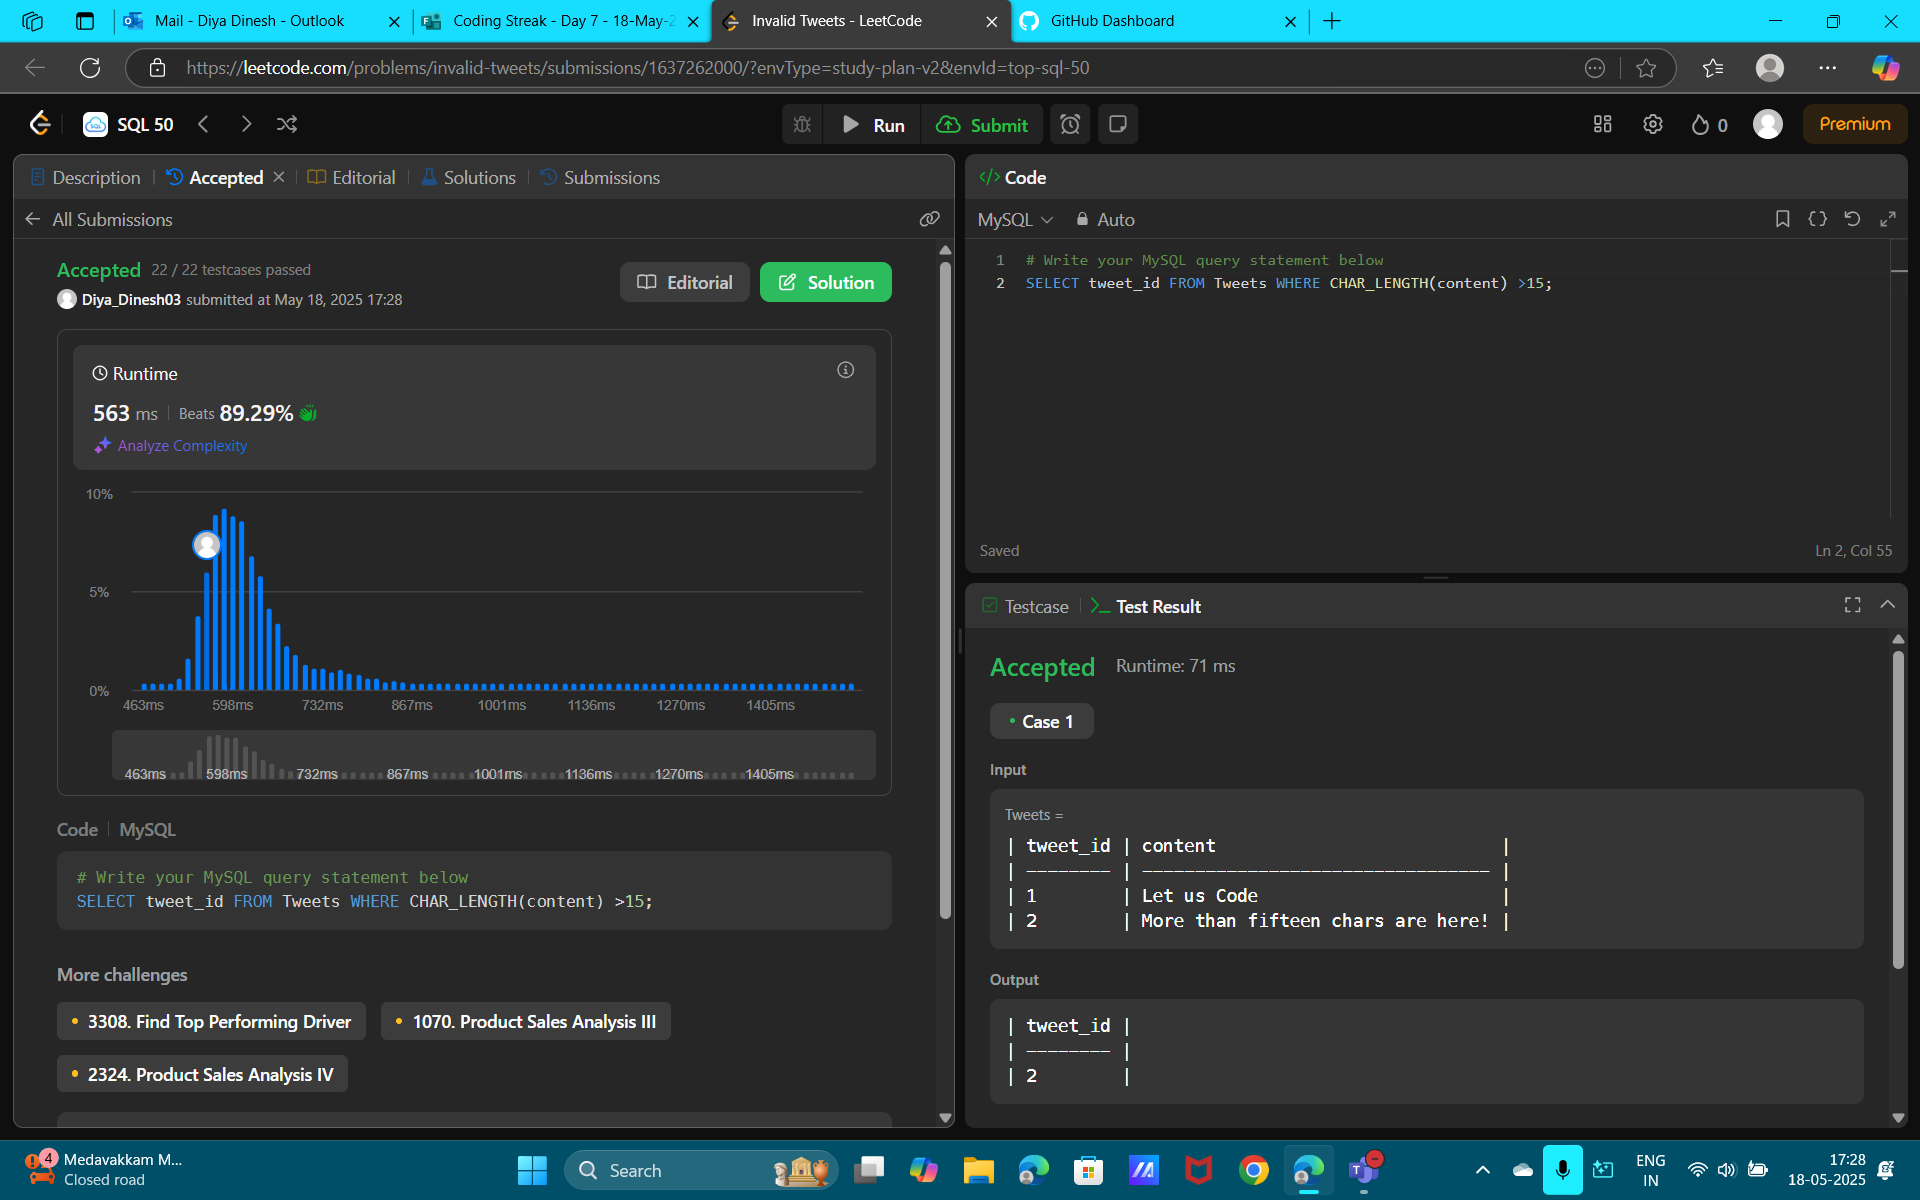 Mail - Diya Dinesh - Outlook
Coding Streak - Day 7 - 18-May-2
Invalid Tweets - LeetCode
GitHub Dashboard
https://leetcode.com/problems/invalid-tweets/submissions/1637262000/?envType=study-plan-v2&envId=top-sql-50
SQL 50
Run
Submit
0
Premium
Description
Accepted
Editorial
Solutions
Submissions
All Submissions
Accepted 22 / 22 testcases passed
Diya_Dinesh03 submitted at May 18, 2025 17:28
Editorial
Solution
Runtime
563 ms Beats 89.29%
Analyze Complexity
10%
5%
0%
463ms 598ms 732ms 867ms 1001ms 1136ms 1270ms 1405ms
463ms 598ms 732ms 867ms 1001ms 1136ms 1270ms 1405ms
Code | MySQL
# Write your MySQL query statement below
SELECT tweet_id FROM Tweets WHERE CHAR_LENGTH(content) >15;
More challenges
3308. Find Top Performing Driver
1070. Product Sales Analysis III
2324. Product Sales Analysis IV
</> Code
MySQL
Auto
1 # Write your MySQL query statement below
2 SELECT tweet_id FROM Tweets WHERE CHAR_LENGTH(content) >15;
Saved
Ln 2, Col 55
Testcase
>_ Test Result
Accepted Runtime: 71 ms
• Case 1
Input
Tweets =
| tweet_id | content |
| -------- | --------------------------------- |
| 1 | Let us Code |
| 2 | More than fifteen chars are here! |
Output
| tweet_id |
| -------- |
| 2 |
4
Medavakkam M...
Closed road
Search
ENG
IN
17:28
18-05-2025